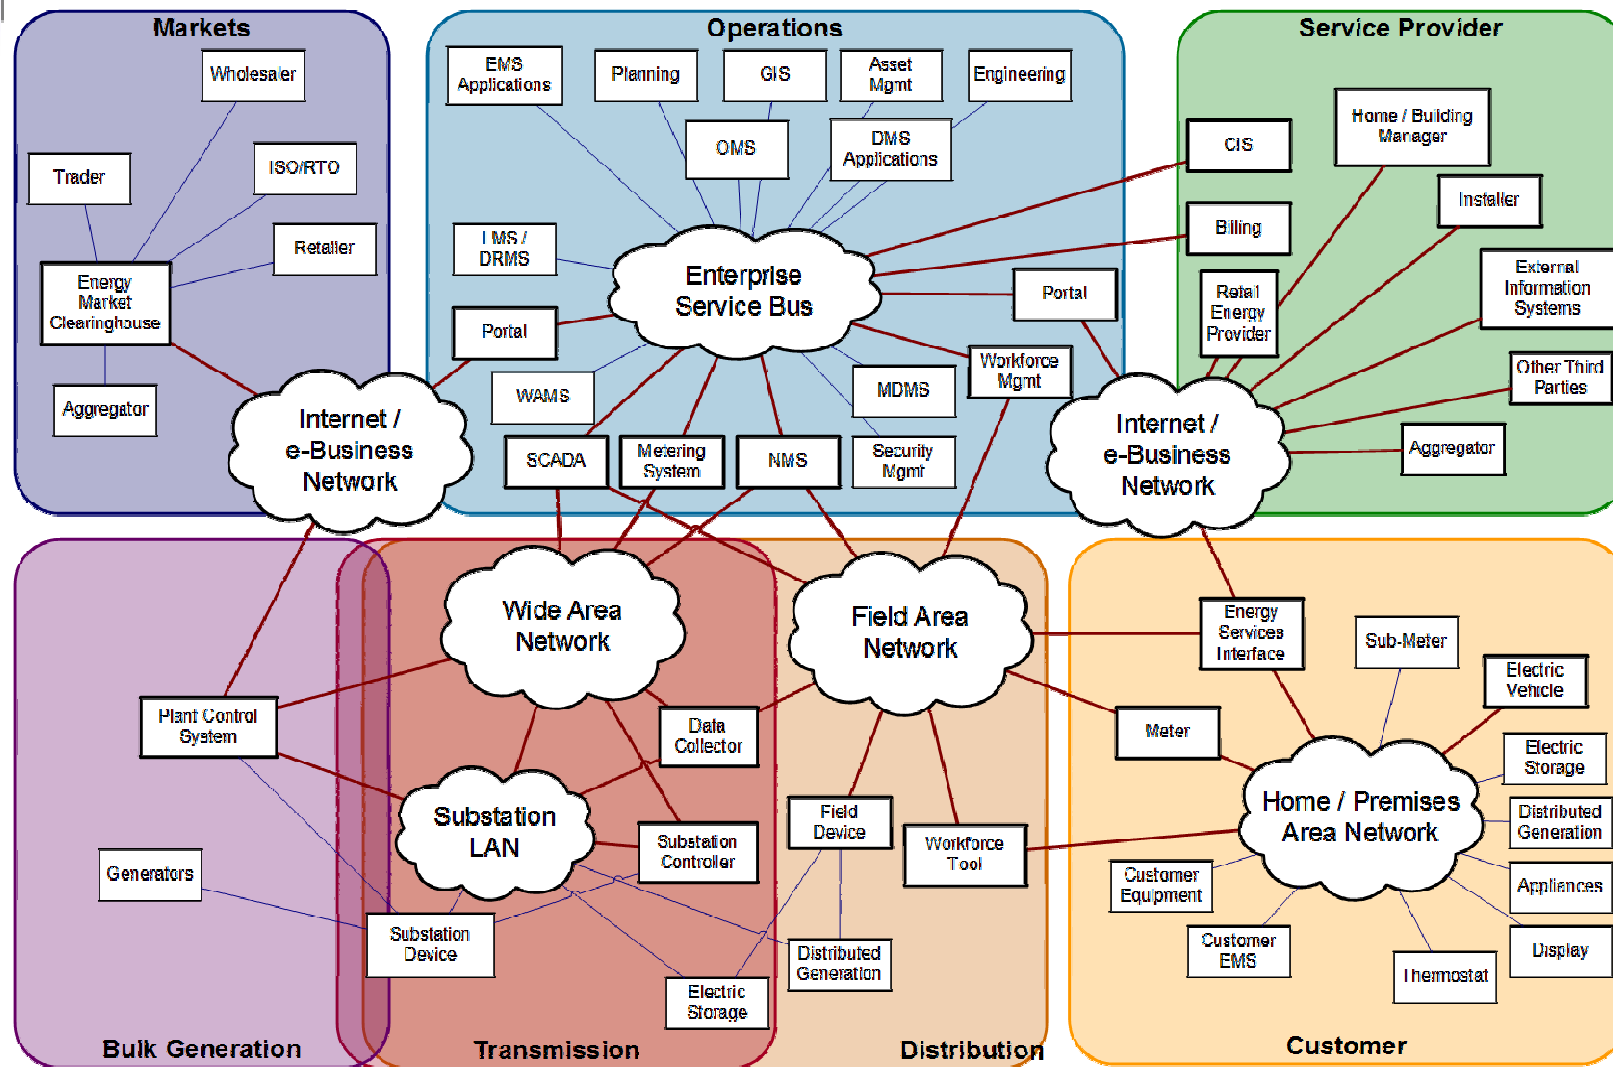 Markets
Operations
Service Provider
Wholesaler
Trader
ISO/RTO
Retailer
Energy
Market
Clearinghouse
Aggregator
Internet /
e-Business
Network
EMS
Applications
Planning
GIS
Asset
Mgmt
Engineering
OMS
DMS
Applications
LMS /
DRMS
Enterprise
Service Bus
Portal
Portal
WAMS
MDMS
Workforce
Mgmt
SCADA
Metering
System
NMS
Security
Mgmt
CIS
Home / Building
Manager
Installer
Billing
Retail
Energy
Provider
External
Information
Systems
Other Third
Parties
Aggregator
Internet /
e-Business
Network
Wide Area
Network
Field Area
Network
Plant Control
System
Data
Collector
Substation
LAN
Substation
Controller
Field
Device
Workforce
Tool
Generators
Substation
Device
Distributed
Generation
Electric
Storage
Energy
Services
Interface
Sub-Meter
Electric
Vehicle
Meter
Electric
Storage
Home / Premises
Area Network
Distributed
Generation
Customer
Equipment
Appliances
Customer
EMS
Display
Thermostat
Bulk Generation
Transmission
Distribution
Customer